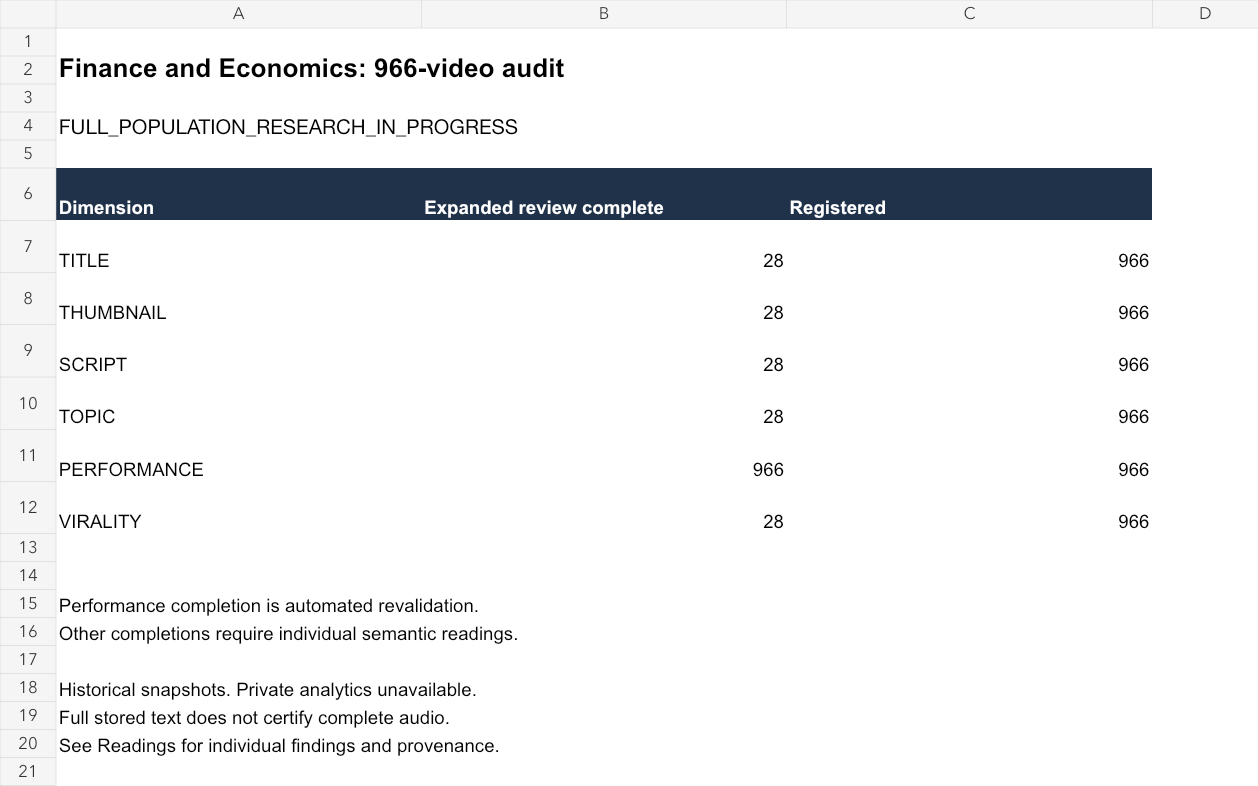 A B C D
1
2 Finance and Economics: 966-video audit
3
4 FULL_POPULATION_RESEARCH_IN_PROGRESS
5
6 Dimension Expanded review complete Registered
7 TITLE 28 966
8 THUMBNAIL 28 966
9 SCRIPT 28 966
10 TOPIC 28 966
11 PERFORMANCE 966 966
12 VIRALITY 28 966
13
14
15 Performance completion is automated revalidation.
16 Other completions require individual semantic readings.
17
18 Historical snapshots. Private analytics unavailable.
19 Full stored text does not certify complete audio.
20 See Readings for individual findings and provenance.
21